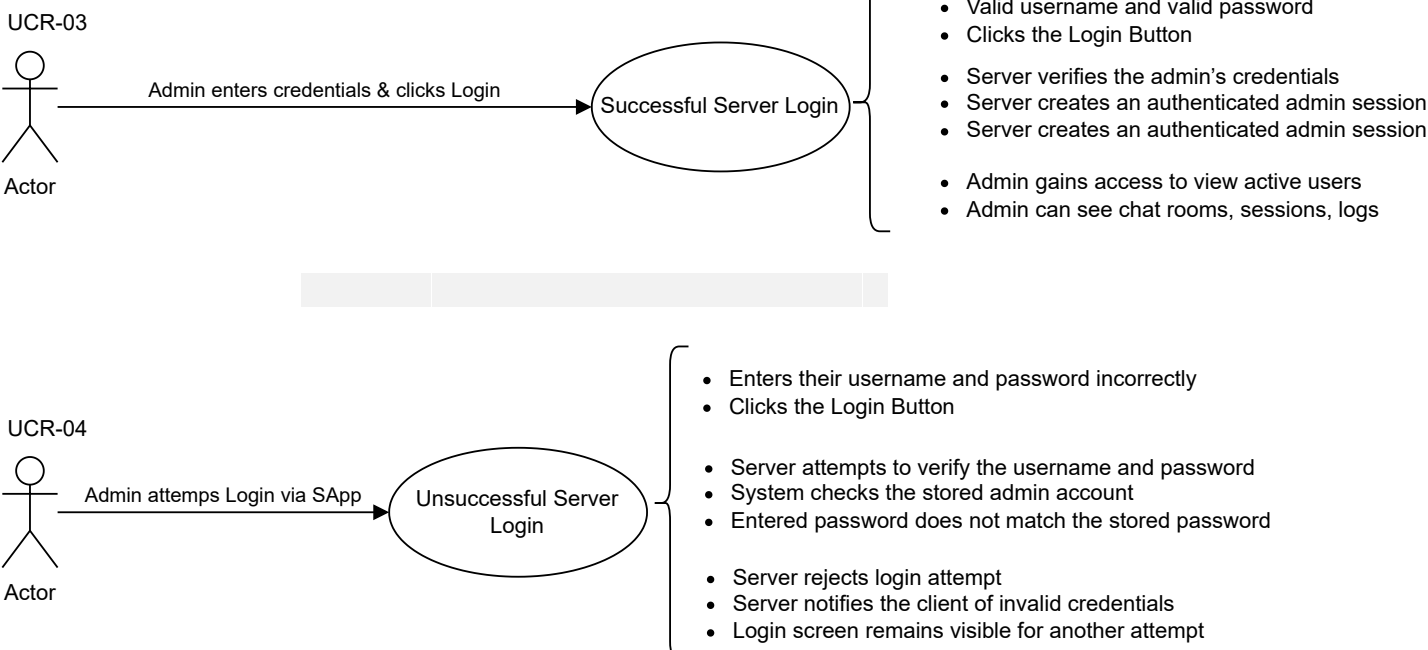 UCR-03
Admin enters credentials & clicks Login
Successful Server Login
Actor
Valid username and valid password
Clicks the Login Button
Server verifies the admin’s credentials
Server creates an authenticated admin session
Server creates an authenticated admin session
Admin gains access to view active users
Admin can see chat rooms, sessions, logs
UCR-04
Admin attemps Login via SApp
Unsuccessful Server
Login
Actor
Enters their username and password incorrectly
Clicks the Login Button
Server attempts to verify the username and password
System checks the stored admin account
Entered password does not match the stored password
Server rejects login attempt
Server notifies the client of invalid credentials
Login screen remains visible for another attempt